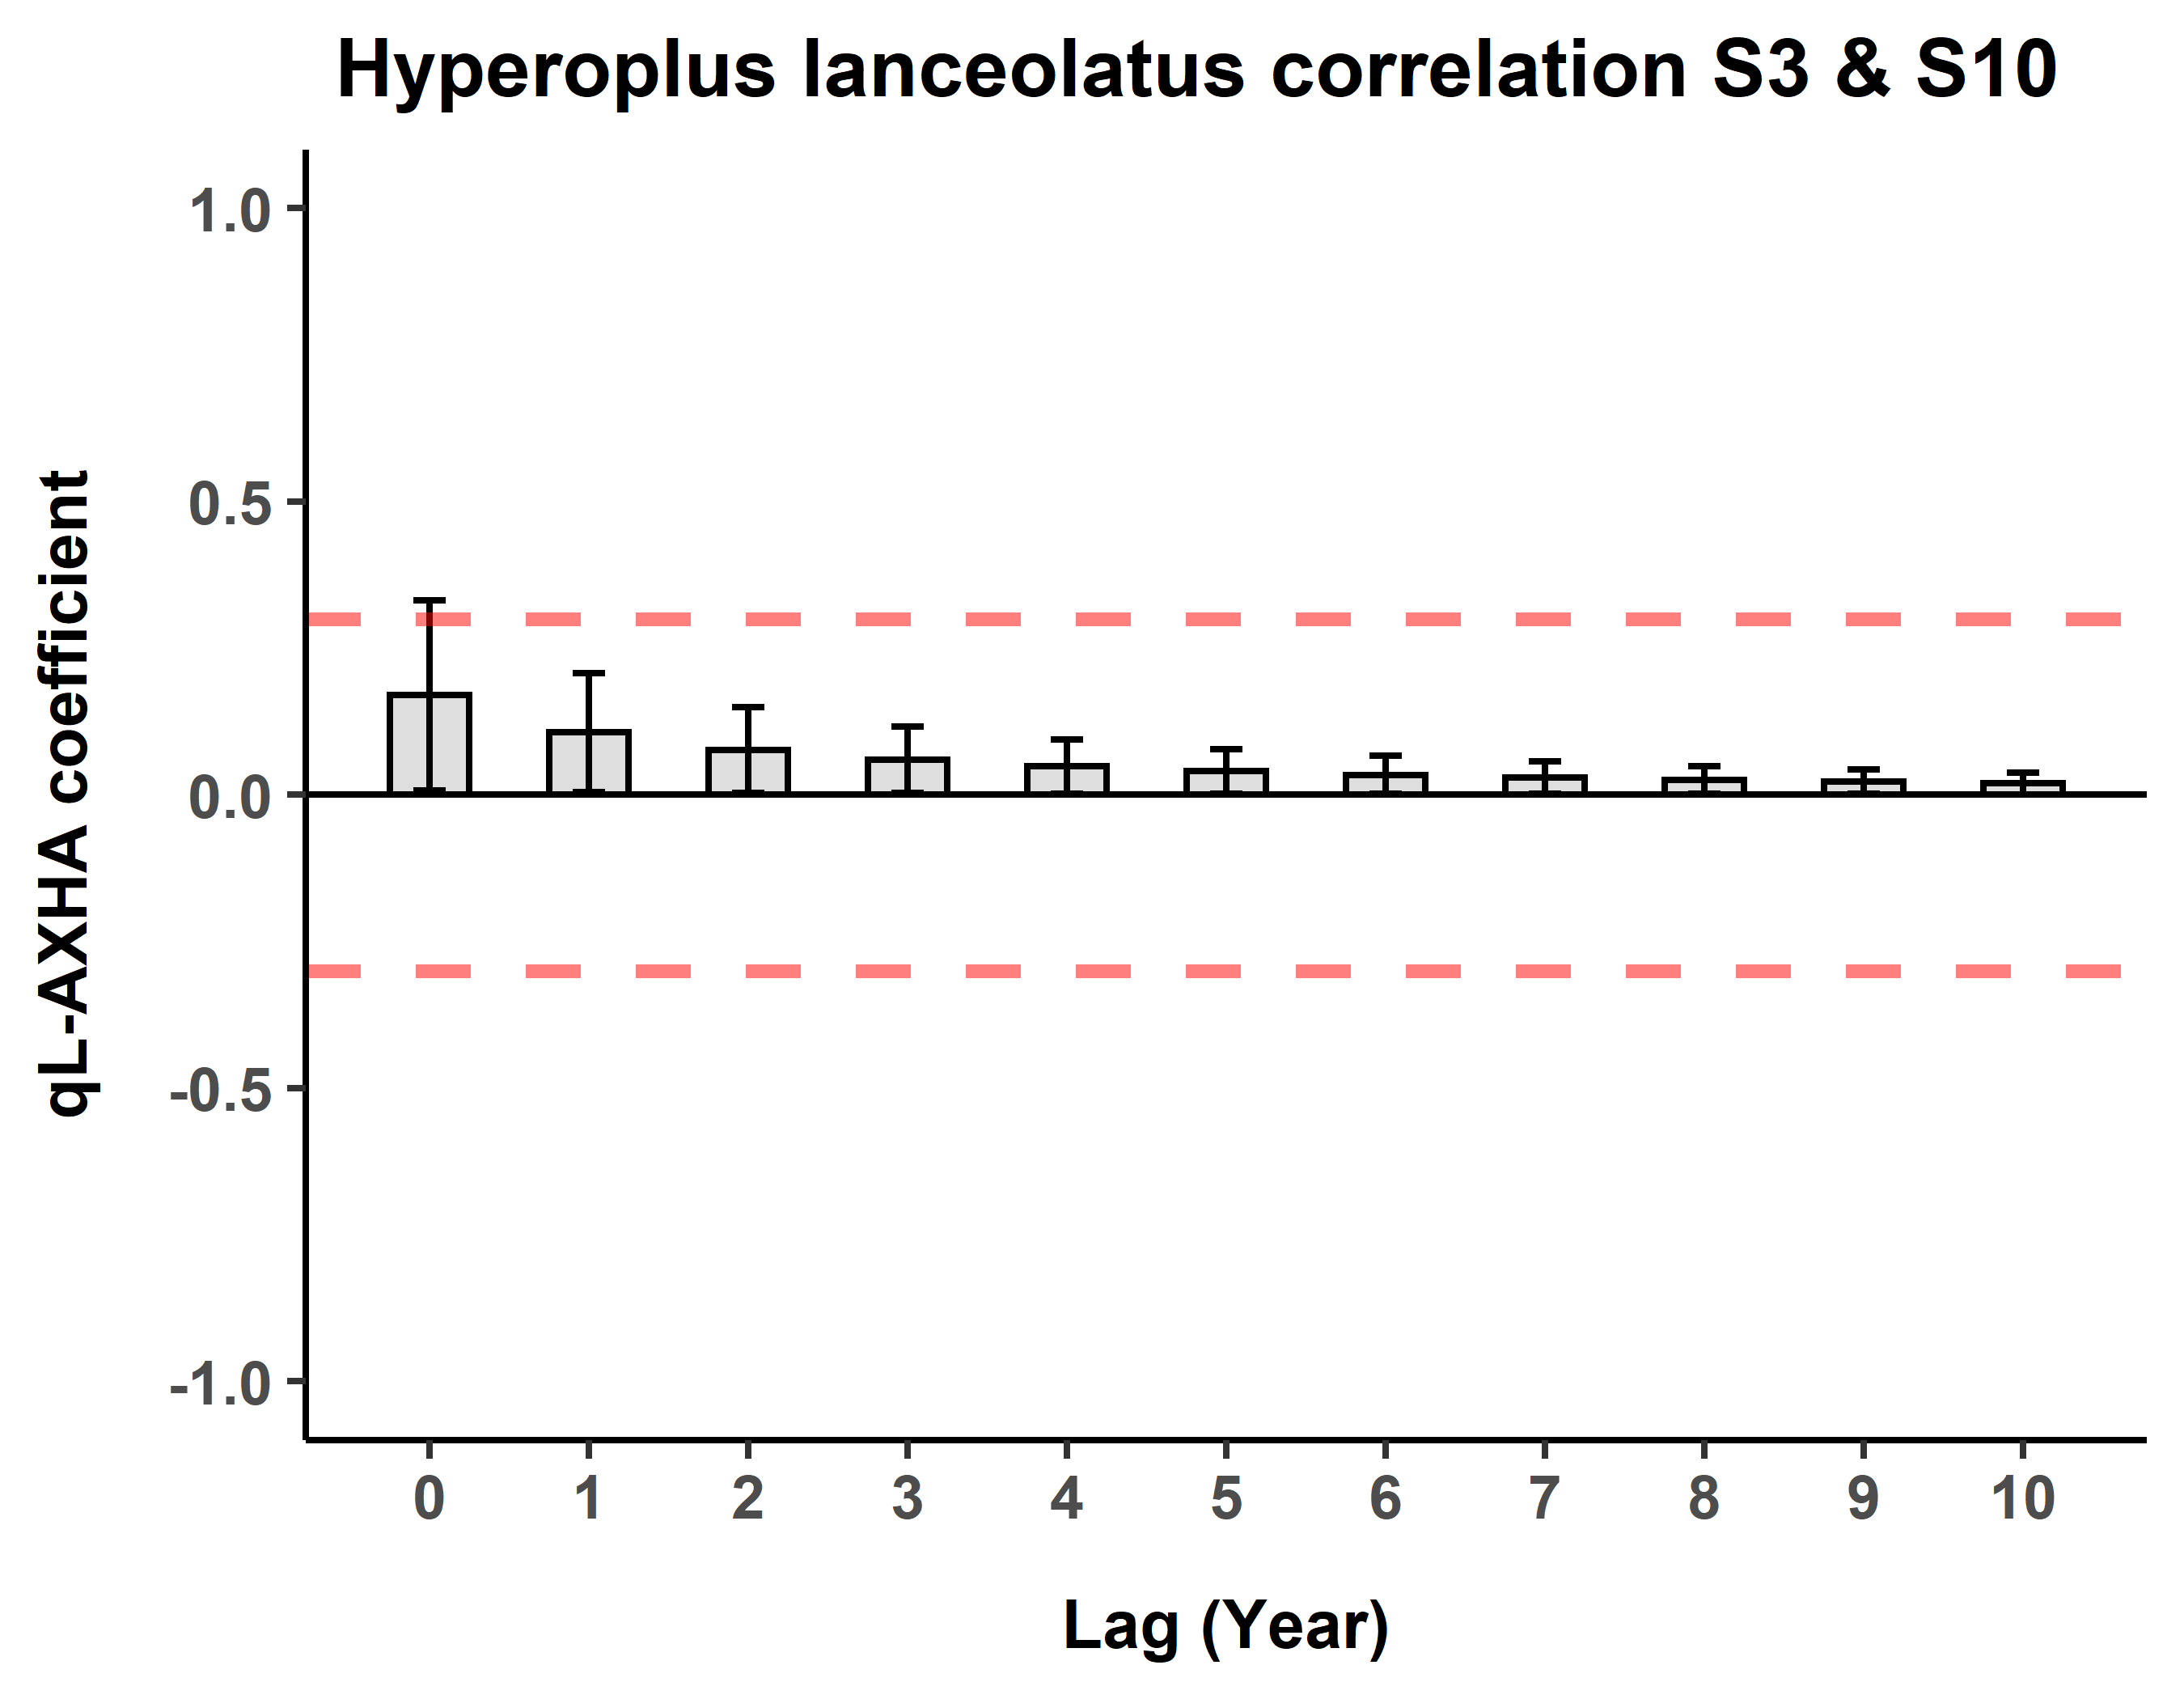 Hyperoplus lanceolatus correlation S3 & S10
qL-AXHA coefficient
1.0
0.5
0.0
-0.5
-1.0
0 1 2 3 4 5 6 7 8 9 10
Lag (Year)